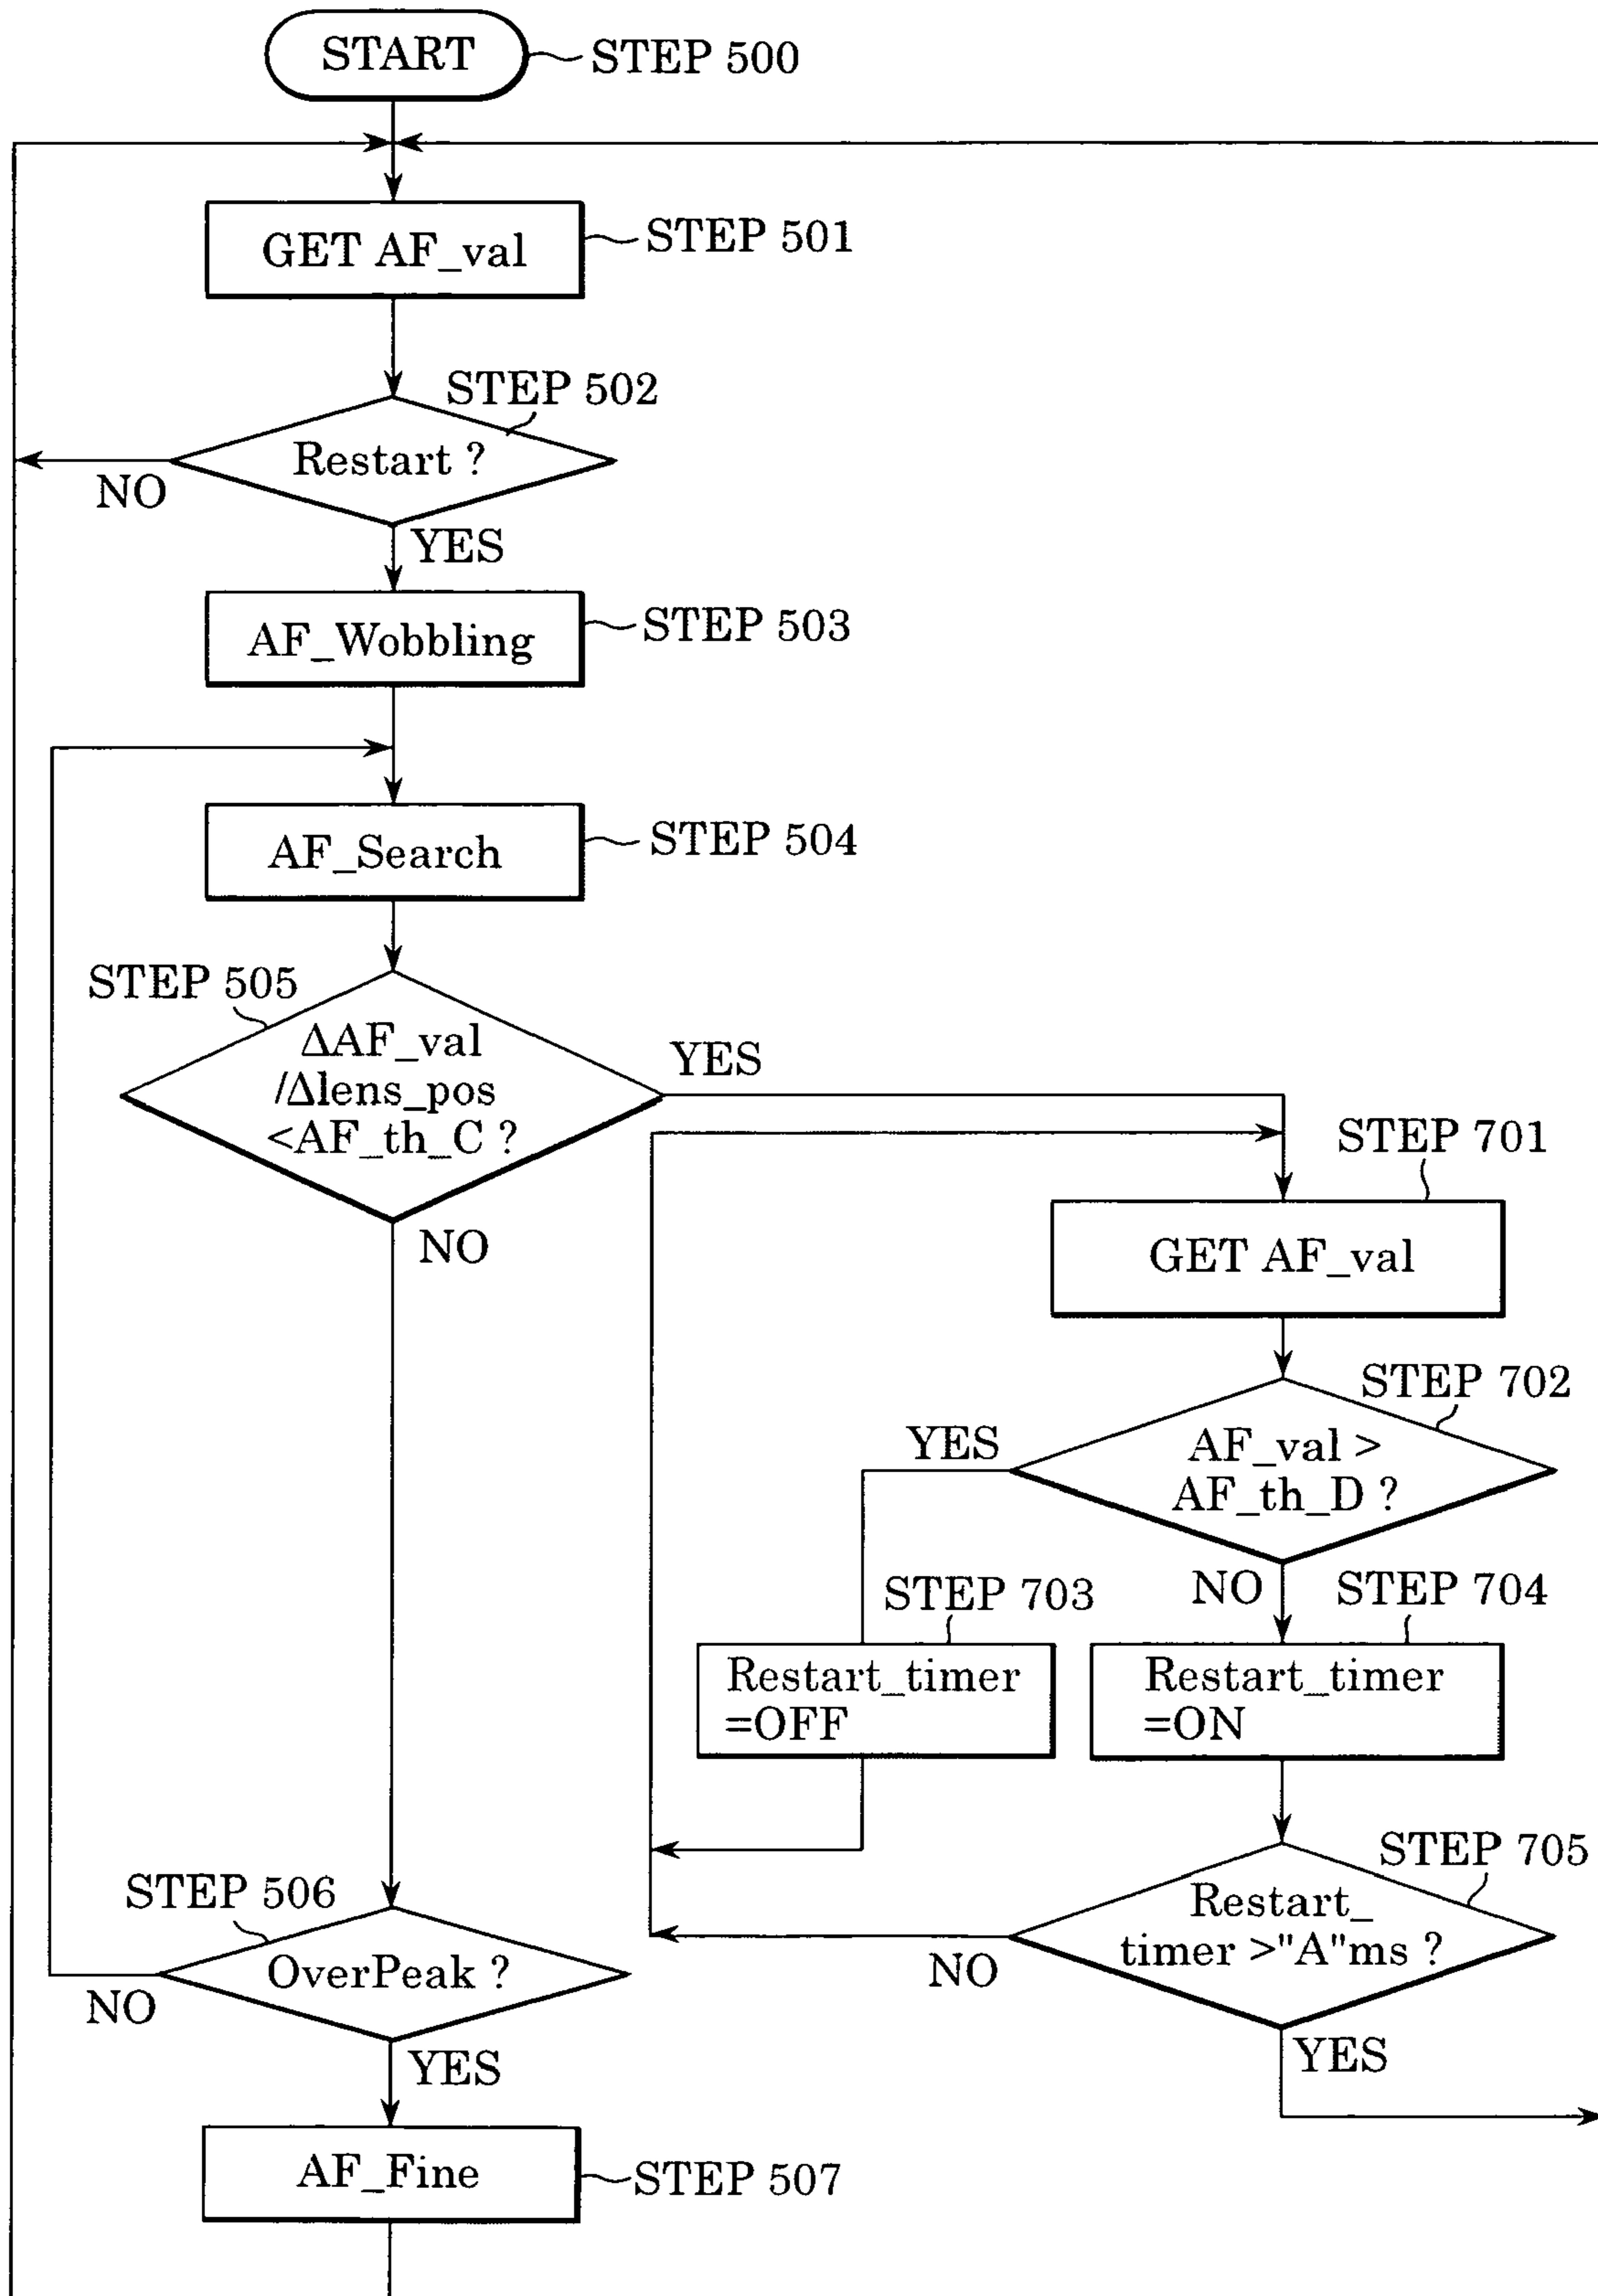 START
STEP 500
GET AF_val
STEP 501
STEP 502
Restart ?
NO
YES
AF_Wobbling
STEP 503
AF_Search
STEP 504
STEP 505
ΔAF_val
/Δlens_pos
<AF_th_C ?
YES
NO
STEP 701
GET AF_val
STEP 702
AF_val >
AF_th_D ?
YES
NO
STEP 703
Restart_timer
=OFF
STEP 704
Restart_timer
=ON
STEP 705
Restart_
timer >"A"ms ?
NO
YES
STEP 506
OverPeak ?
NO
YES
AF_Fine
STEP 507